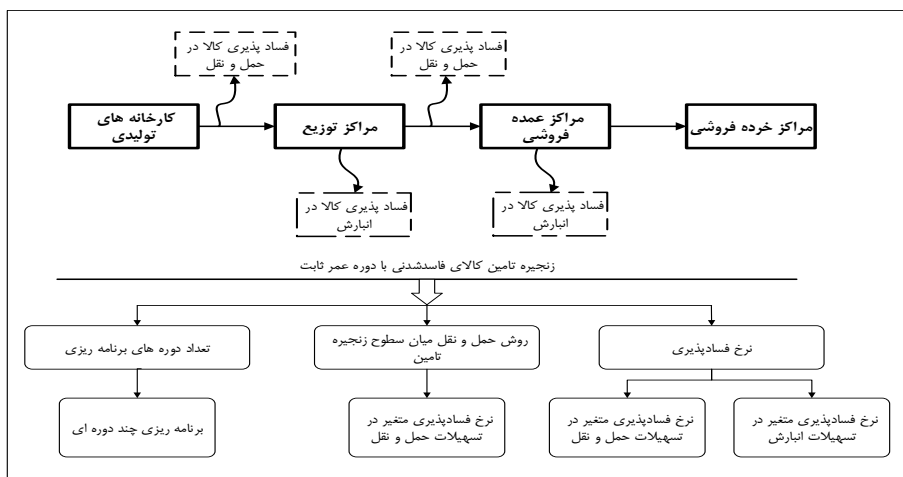 فساد پذیری کالا در
حمل و نقل
فساد پذیری کالا در
حمل و نقل
کارخانه های
تولیدی
مراکز توزیع
مراکز عمده
فروشی
مراکز خرده فروشی
فساد پذیری کالا در
انبارش
فساد پذیری کالا در
انبارش
زنجیره تامین کالای فاسدشدنی با دوره عمر ثابت
تعداد دوره های برنامه ریزی
روش حمل و نقل میان سطوح زنجیره
تامین
نرخ فسادپذیری
برنامه ریزی چند دوره ای
نرخ فسادپذیری متغیر در
تسهیلات حمل و نقل
نرخ فسادپذیری متغیر در
تسهیلات حمل و نقل
نرخ فسادپذیری متغیر در
تسهیلات انبارش